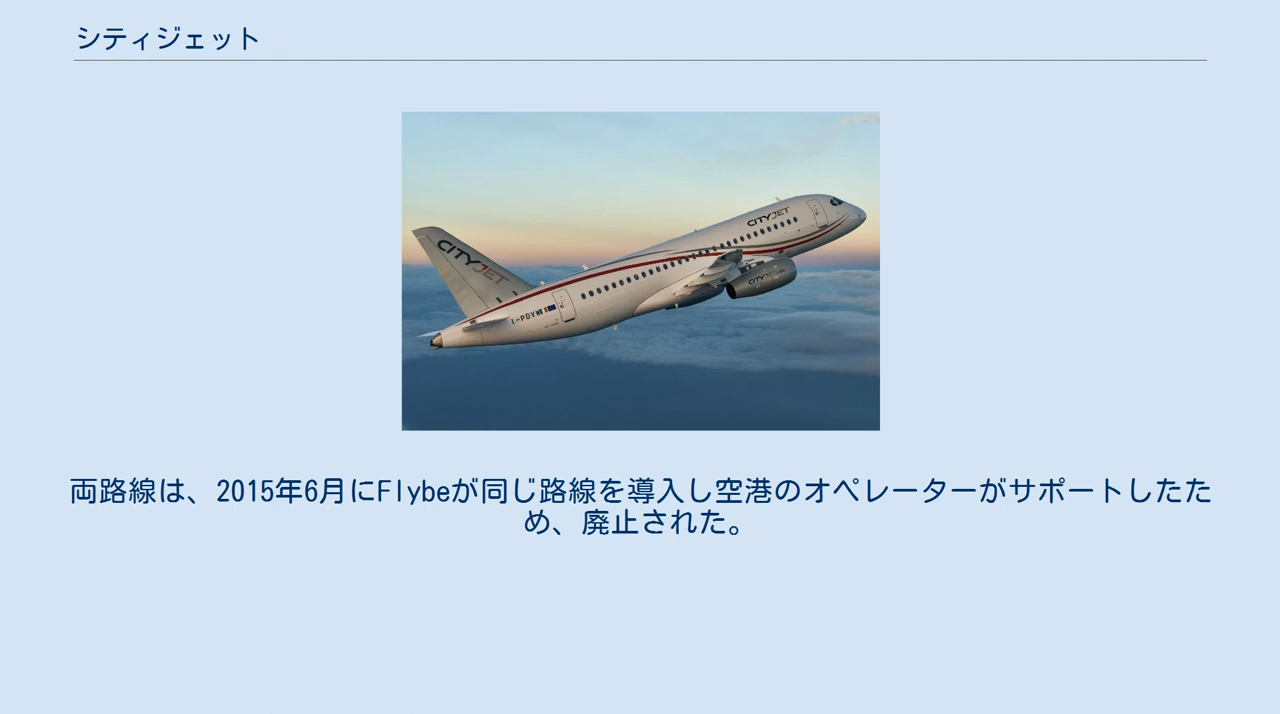 シティジェット
CITYJET
CITYJET
CITYJET
両路線は、2015年6月にFlybeが同じ路線を導入し空港のオペレーターがサポートしたた
め、廃止された。